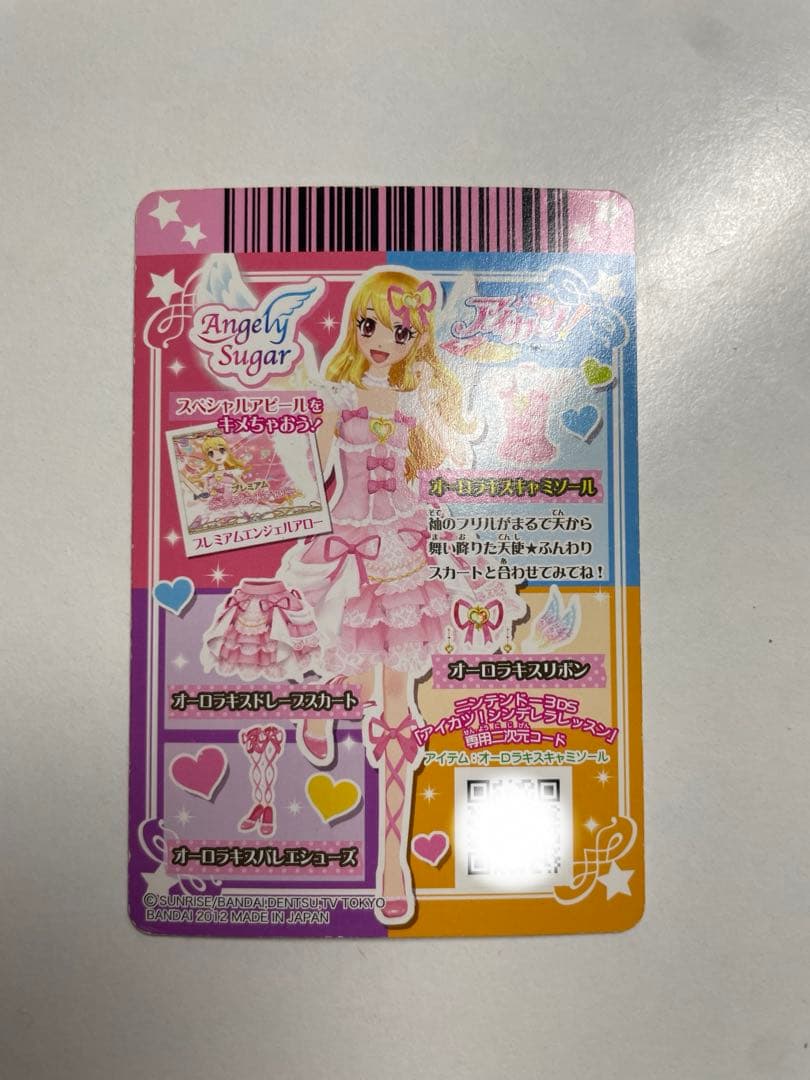 Angely
Sugar
アイカツ!
スペシャルアピールを
キメちゃおう!
プレミアム
プレミアムエンジェルアロー
オーロラキスキャミソール
袖のフリルがまるで天から
舞い降りた天使★ふんわり
スカートと合わせてみてね!
オーロラキスリボン
オーロラキスドレープスカート
ニンテンドー3DS
「アイカツ!シンデレラレッスン」
専用二次元コード
アイテム:オーロラキスキャミソール
オーロラキスバレエシューズ
©SUNRISE/BANDAI,DENTSU,TV TOKYO
BANDAI 2012 MADE IN JAPAN